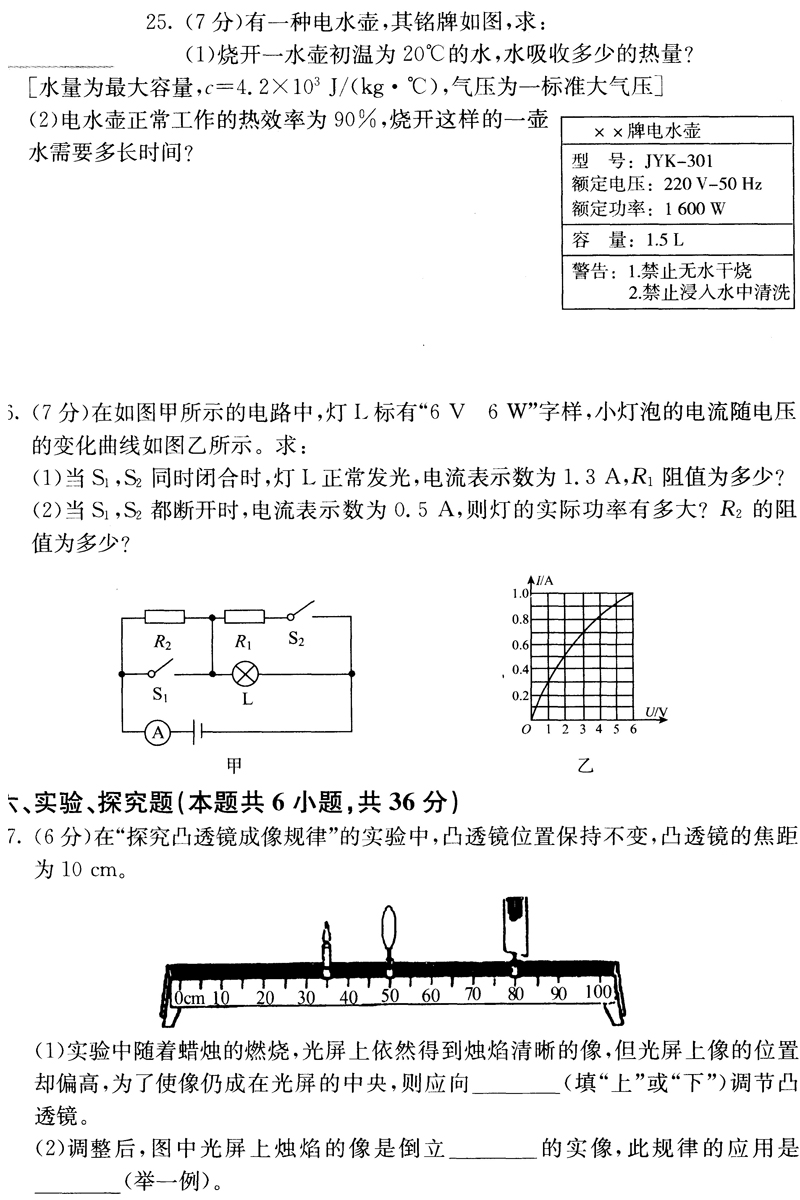 25. (7分)有一种电水壶,其铭牌如图,求:
(1)烧开一水壶初温为20℃的水,水吸收多少的热量?
[水量为最大容量,c=4.2×10³ J/(kg·℃),气压为一标准大气压]
(2)电水壶正常工作的热效率为90%,烧开这样的一壶
水需要多长时间?
××牌电水壶
型 号: JYK-301
额定电压: 220 V-50 Hz
额定功率: 1 600 W
容 量: 1.5 L
警告: 1.禁止无水干烧
2.禁止浸入水中清洗
6. (7分)在如图甲所示的电路中,灯L标有“6 V 6 W”字样,小灯泡的电流随电压
的变化曲线如图乙所示。求:
(1)当S₁,S₂同时闭合时,灯L正常发光,电流表示数为1.3 A,R₁阻值为多少?
(2)当S₁,S₂都断开时,电流表示数为0.5 A,则灯的实际功率有多大? R₂的阻
值为多少?
R₂ R₁ S₂
S₁ L
A
甲
I/A
1.0
0.8
0.6
0.4
0.2
U/V
O 1 2 3 4 5 6
乙
六、实验、探究题(本题共6小题,共36分)
7. (6分)在“探究凸透镜成像规律”的实验中,凸透镜位置保持不变,凸透镜的焦距
为10 cm。
0cm 10 20 30 40 50 60 70 80 90 100
(1)实验中随着蜡烛的燃烧,光屏上依然得到烛焰清晰的像,但光屏上像的位置
却偏高,为了使像仍成在光屏的中央,则应向________(填“上”或“下”)调节凸
透镜。
(2)调整后,图中光屏上烛焰的像是倒立________的实像,此规律的应用是
________(举一例)。